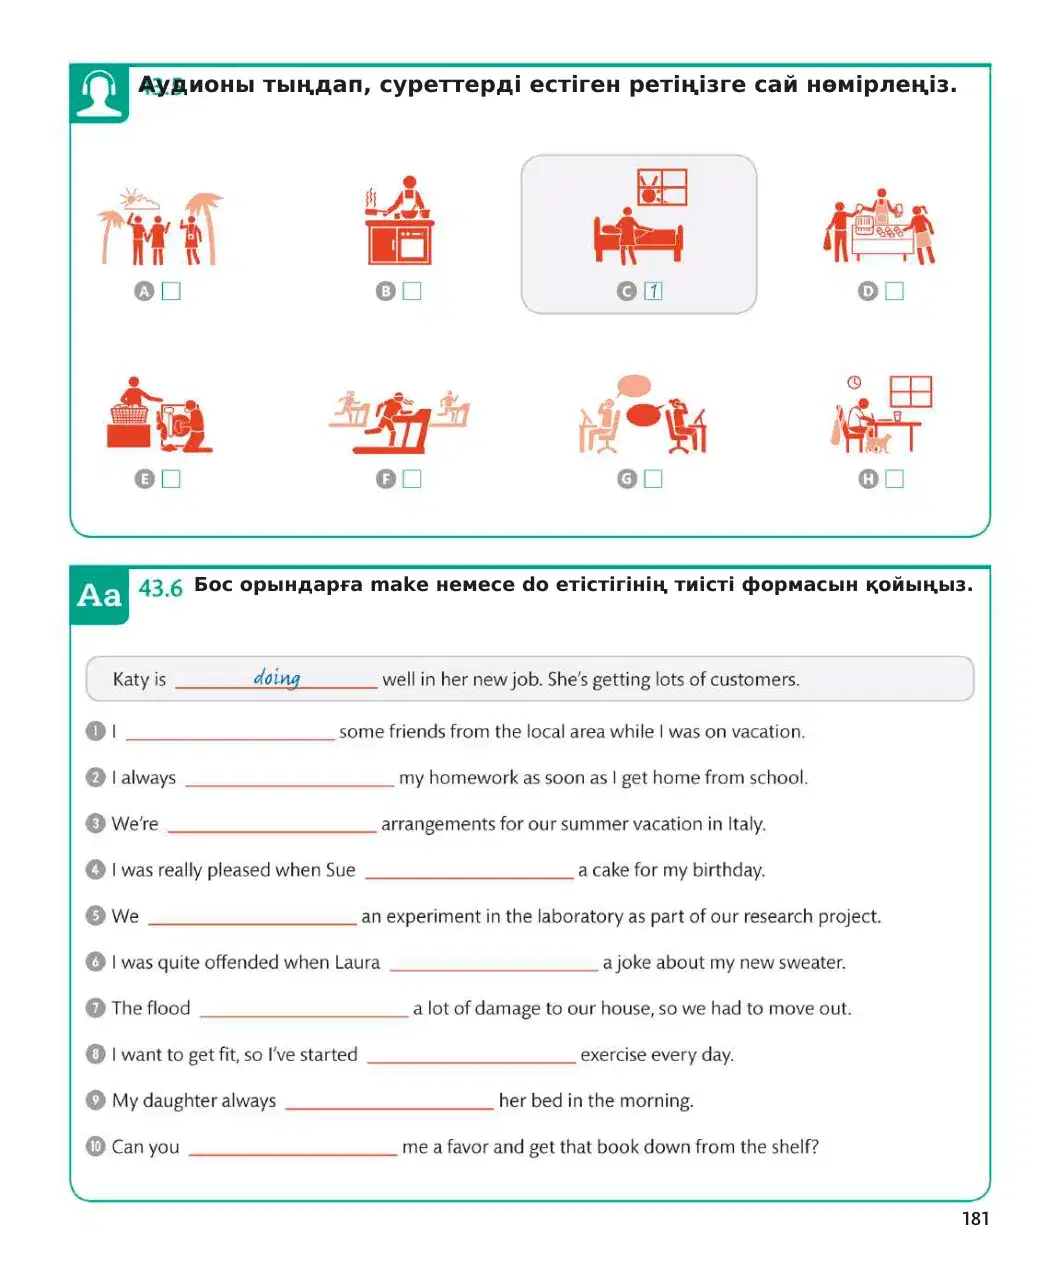 43.5 Аудионы тыңдап, суреттерді естіген ретіңізге сай нөмірлеңіз.
A
B
C 1
D
E
F
G
H
Aa 43.6 Бос орындарға make немесе do етістігінің тиісті формасын қойыңыз.
Katy is doing well in her new job. She's getting lots of customers.
1 I some friends from the local area while I was on vacation.
2 I always my homework as soon as I get home from school.
3 We're arrangements for our summer vacation in Italy.
4 I was really pleased when Sue a cake for my birthday.
5 We an experiment in the laboratory as part of our research project.
6 I was quite offended when Laura a joke about my new sweater.
7 The flood a lot of damage to our house, so we had to move out.
8 I want to get fit, so I've started exercise every day.
9 My daughter always her bed in the morning.
10 Can you me a favor and get that book down from the shelf?
181